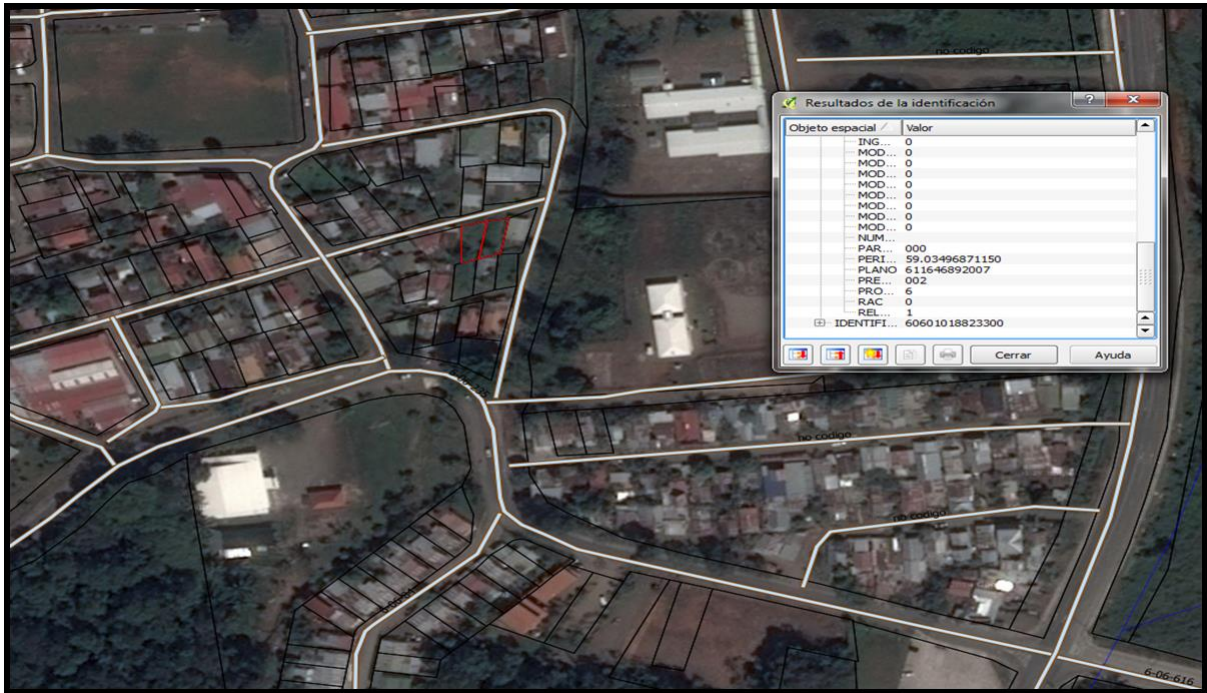 no codigo
Resultados de la identificación
Objeto espacial Valor
ING... 0
MOD... 0
MOD... 0
MOD... 0
MOD... 0
MOD... 0
MOD... 0
MOD... 0
MOD... 0
NUM...
PAR... 000
PERI... 59.03496871150
PLANO 611646892007
PRE... 002
PRO... 6
RAC 0
REL... 1
IDENTIFI... 60601018823300
Cerrar Ayuda
no codigo
no codigo
6-06-616